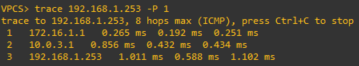 VPCS> trace 192.168.1.253 -P 1
trace to 192.168.1.253, 8 hops max (ICMP), press Ctrl+C to stop
1 172.16.1.1 0.265 ms 0.192 ms 0.251 ms
2 10.0.3.1 0.856 ms 0.432 ms 0.434 ms
3 192.168.1.253 1.011 ms 0.588 ms 1.102 ms